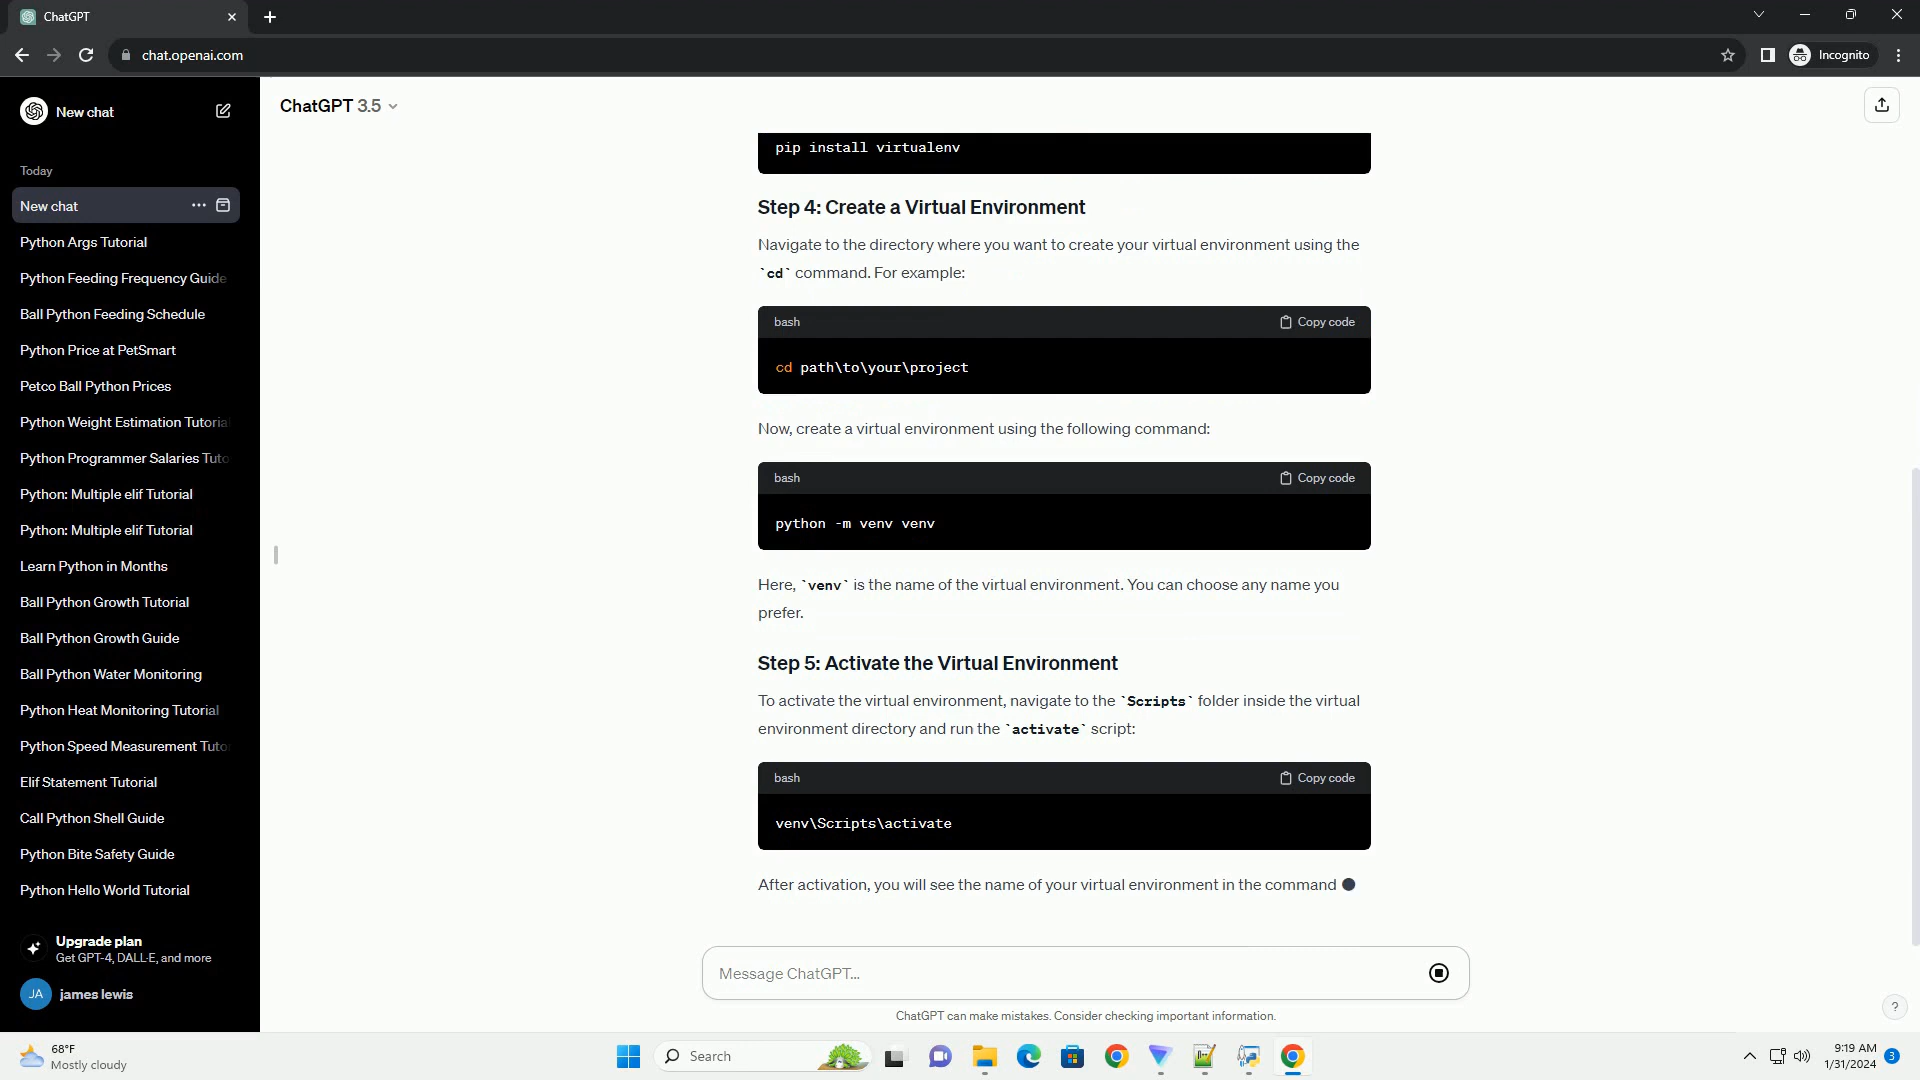 ChatGPT
chat.openai.com
Incognito
New chat
Today
New chat
Python Args Tutorial
Python Feeding Frequency Guide
Ball Python Feeding Schedule
Python Price at PetSmart
Petco Ball Python Prices
Python Weight Estimation Tutorial
Python Programmer Salaries Tuto
Python: Multiple elif Tutorial
Python: Multiple elif Tutorial
Learn Python in Months
Ball Python Growth Tutorial
Ball Python Growth Guide
Ball Python Water Monitoring
Python Heat Monitoring Tutorial
Python Speed Measurement Tuto
Elif Statement Tutorial
Call Python Shell Guide
Python Bite Safety Guide
Python Hello World Tutorial
Upgrade plan
Get GPT-4, DALL·E, and more
JA james lewis
ChatGPT 3.5
pip install virtualenv
Step 4: Create a Virtual Environment
Navigate to the directory where you want to create your virtual environment using the
`cd` command. For example:
bash Copy code
cd path\to\your\project
Now, create a virtual environment using the following command:
bash Copy code
python -m venv venv
Here, `venv` is the name of the virtual environment. You can choose any name you
prefer.
Step 5: Activate the Virtual Environment
To activate the virtual environment, navigate to the `Scripts` folder inside the virtual
environment directory and run the `activate` script:
bash Copy code
venv\Scripts\activate
After activation, you will see the name of your virtual environment in the command
Message ChatGPT...
ChatGPT can make mistakes. Consider checking important information.
?
68°F
Mostly cloudy
Search
9:19 AM
1/31/2024
3